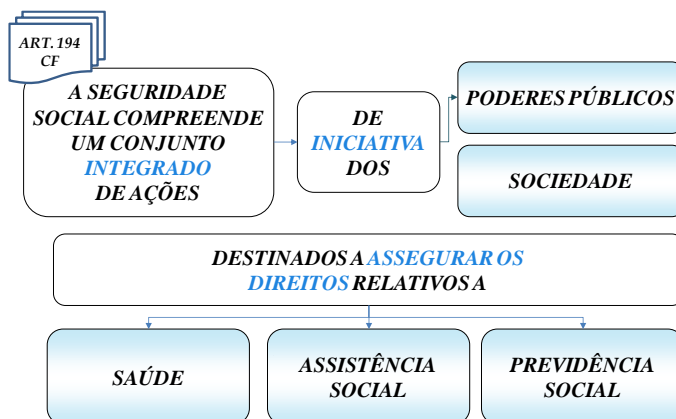 ART. 194
CF
A SEGURIDADE
SOCIAL COMPREENDE
UM CONJUNTO
INTEGRADO
DE AÇÕES
DE
INICIATIVA
DOS
PODERES PÚBLICOS
SOCIEDADE
DESTINADOS A ASSEGURAR OS
DIREITOS RELATIVOS A
SAÚDE
ASSISTÊNCIA
SOCIAL
PREVIDÊNCIA
SOCIAL